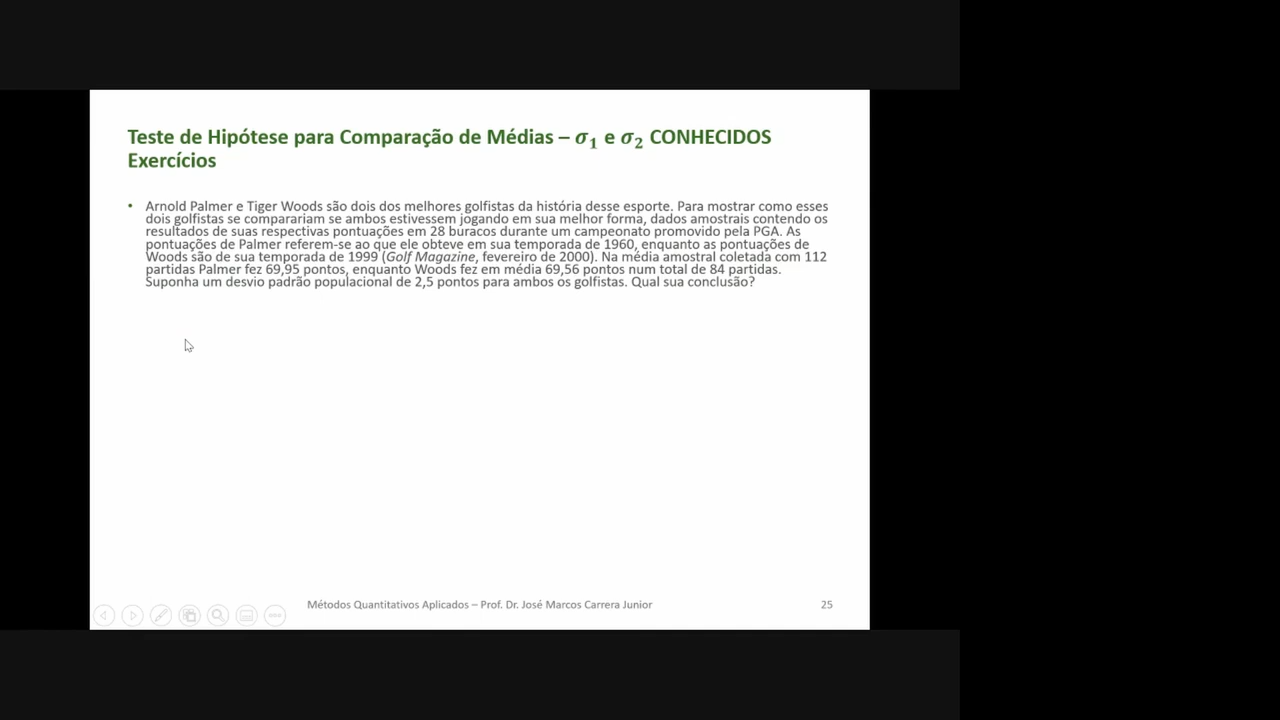 Teste de Hipótese para Comparação de Médias – σ₁ e σ₂ CONHECIDOS
Exercícios
• Arnold Palmer e Tiger Woods são dois dos melhores golfistas da história desse esporte. Para mostrar como esses
dois golfistas se comparariam se ambos estivessem jogando em sua melhor forma, dados amostrais contendo os
resultados de suas respectivas pontuações em 28 buracos durante um campeonato promovido pela PGA. As
pontuações de Palmer referem-se ao que ele obteve em sua temporada de 1960, enquanto as pontuações de
Woods são de sua temporada de 1999 (Golf Magazine, fevereiro de 2000). Na média amostral coletada com 112
partidas Palmer fez 69,95 pontos, enquanto Woods fez em média 69,56 pontos num total de 84 partidas.
Suponha um desvio padrão populacional de 2,5 pontos para ambos os golfistas. Qual sua conclusão?
Métodos Quantitativos Aplicados – Prof. Dr. José Marcos Carrera Junior
25